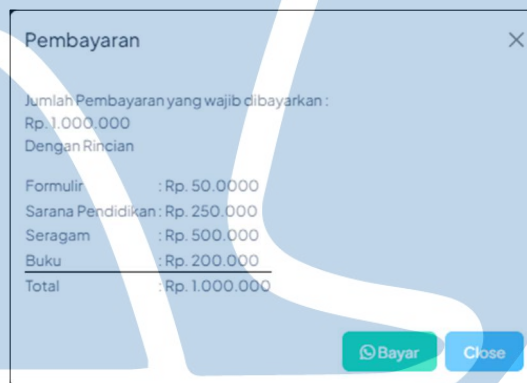 Pembayaran
Jumlah Pembayaran yang wajib dibayarkan :
Rp. 1.000.000
Dengan Rincian
Formulir : Rp. 50.0000
Sarana Pendidikan : Rp. 250.000
Seragam : Rp. 500.000
Buku : Rp. 200.000
Total : Rp. 1.000.000
Bayar Close